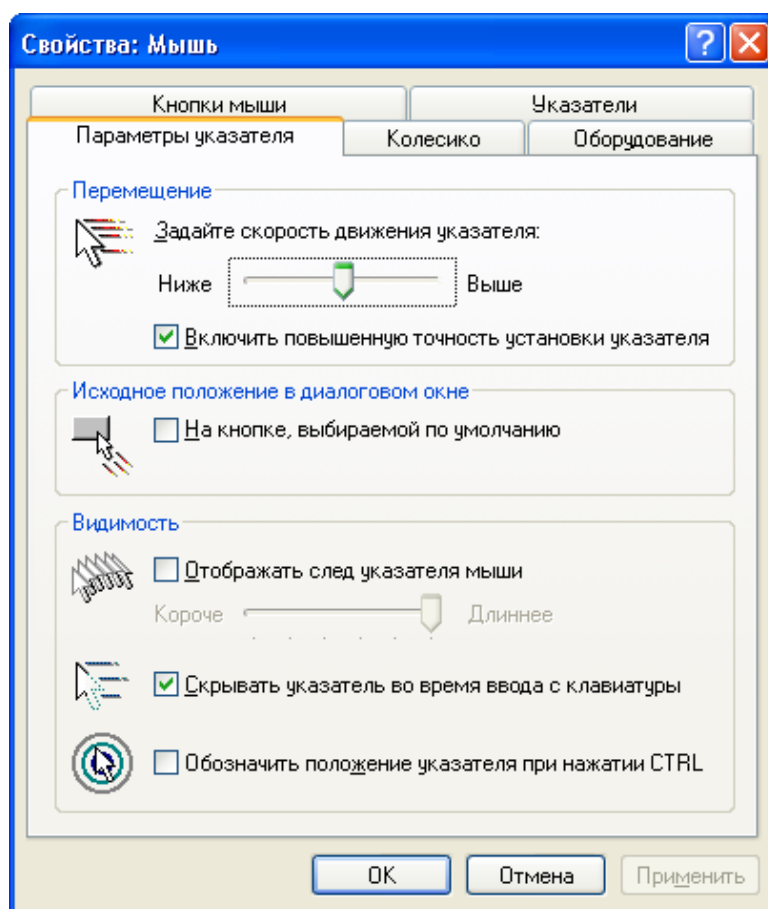 Свойства: Мышь
Кнопки мыши Указатели
Параметры указателя Колесико Оборудование
Перемещение
Задайте скорость движения указателя:
Ниже Выше
Включить повышенную точность установки указателя
Исходное положение в диалоговом окне
На кнопке, выбираемой по умолчанию
Видимость
Отображать след указателя мыши
Короче Длиннее
Скрывать указатель во время ввода с клавиатуры
Обозначить положение указателя при нажатии CTRL
OK Отмена Применить